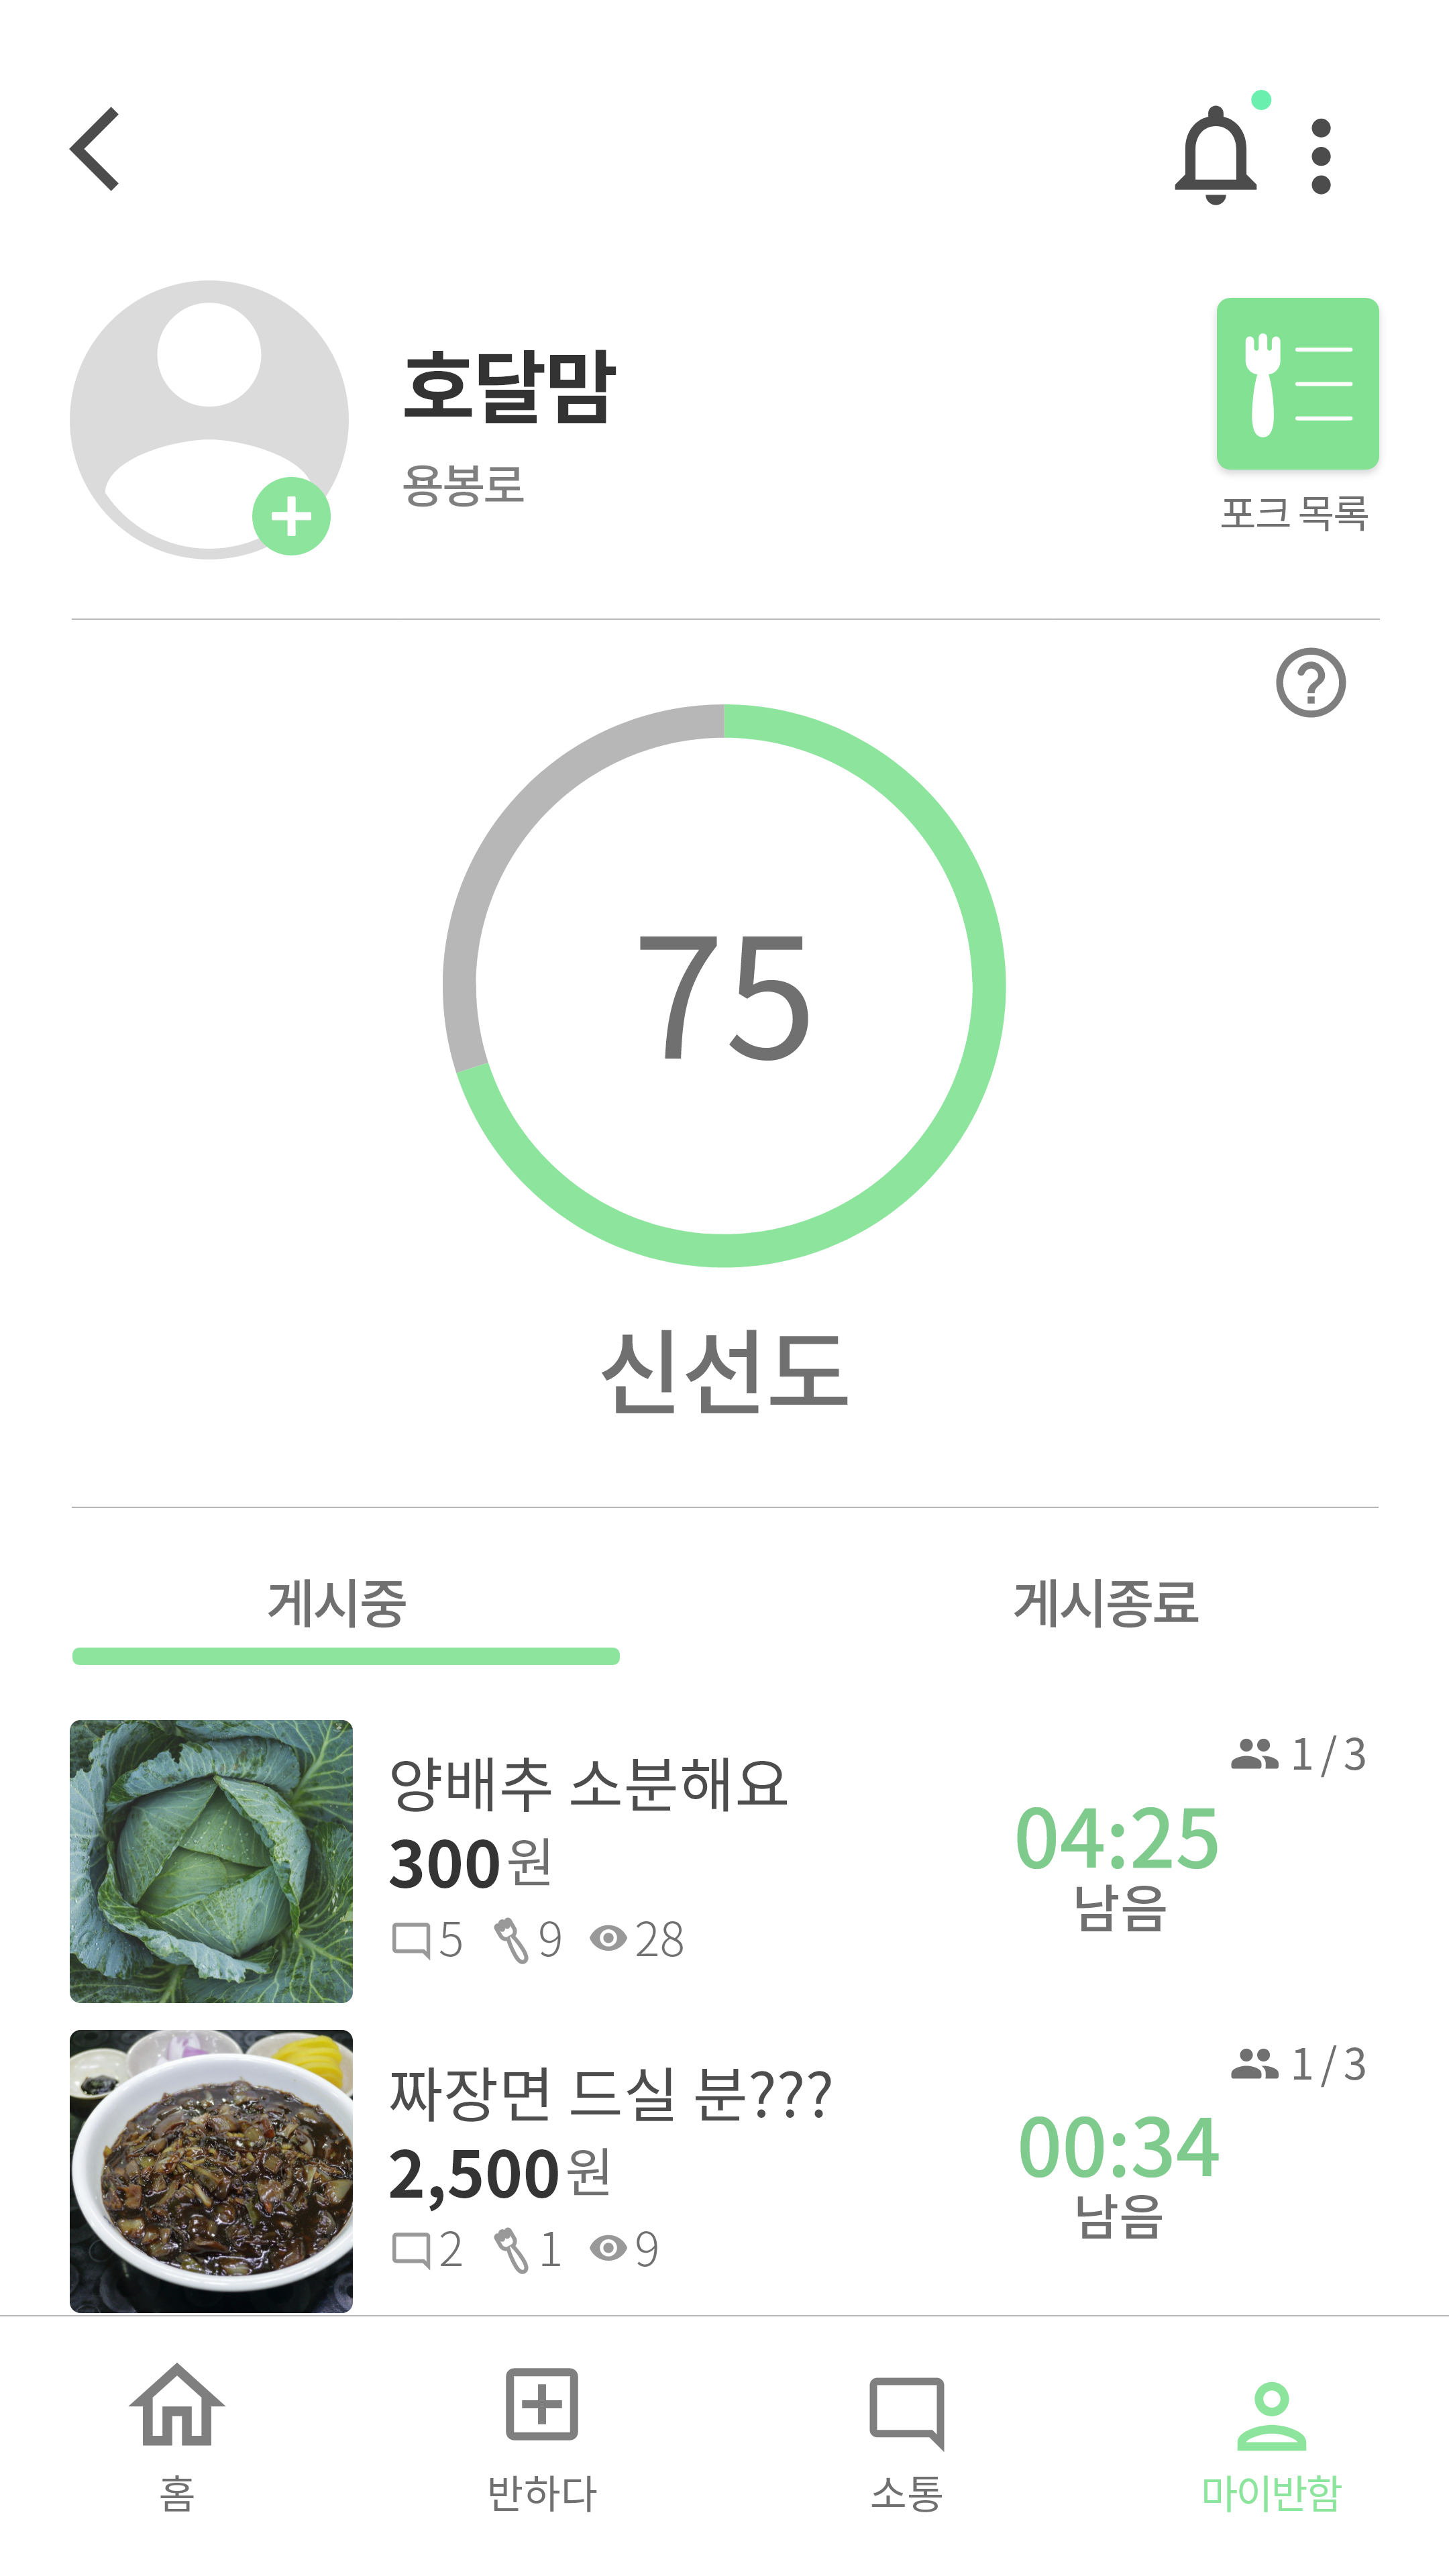 호달맘
용봉로
포크 목록
75
신선도
게시중
게시종료
양배추 소분해요
300원
5 9 28
1/3
04:25
남음
짜장면 드실 분???
2,500원
2 1 9
1/3
00:34
남음
홈
반하다
소통
마이반함